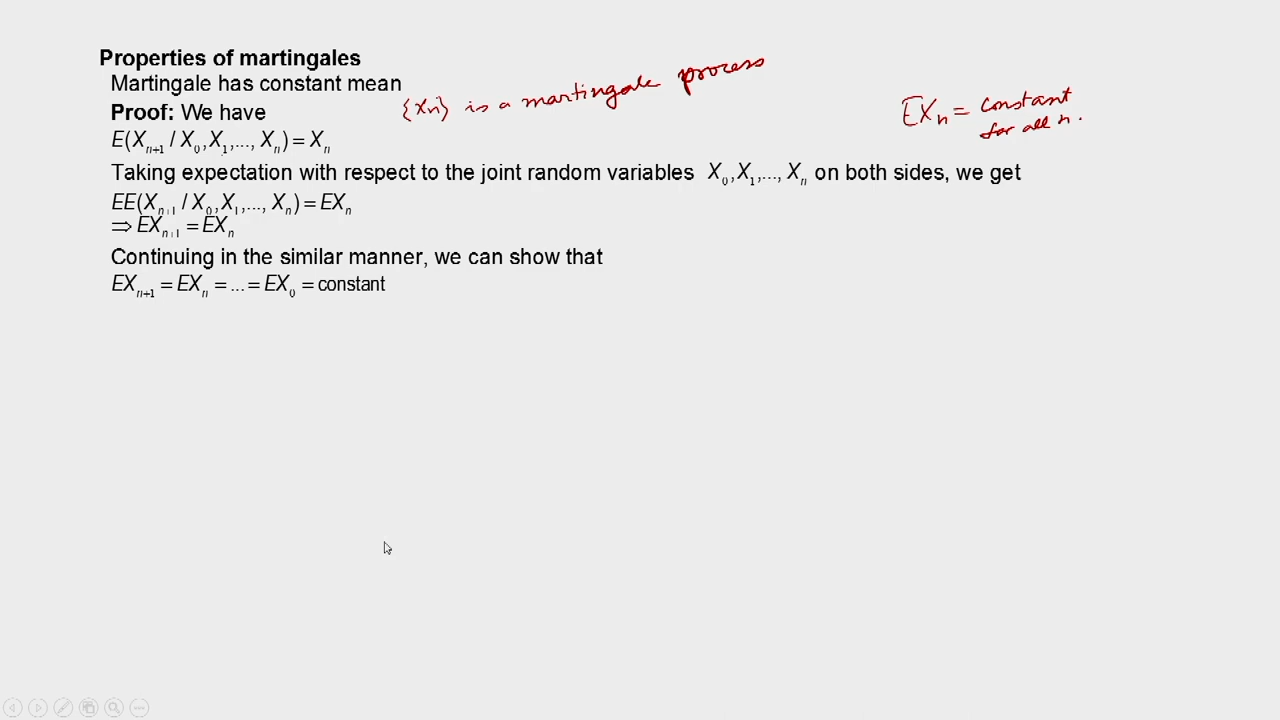 Properties of martingales
Martingale has constant mean
{Xn} is a martingale process
EXn = constant for all n.
Proof: We have
E(Xn+1 / X0,X1,..., Xn) = Xn
Taking expectation with respect to the joint random variables X0,X1,..., Xn on both sides, we get
EE(Xn+1 / X0,X1,..., Xn) = EXn
⇒ EXn+1 = EXn
Continuing in the similar manner, we can show that
EXn+1 = EXn = ... = EX0 = constant